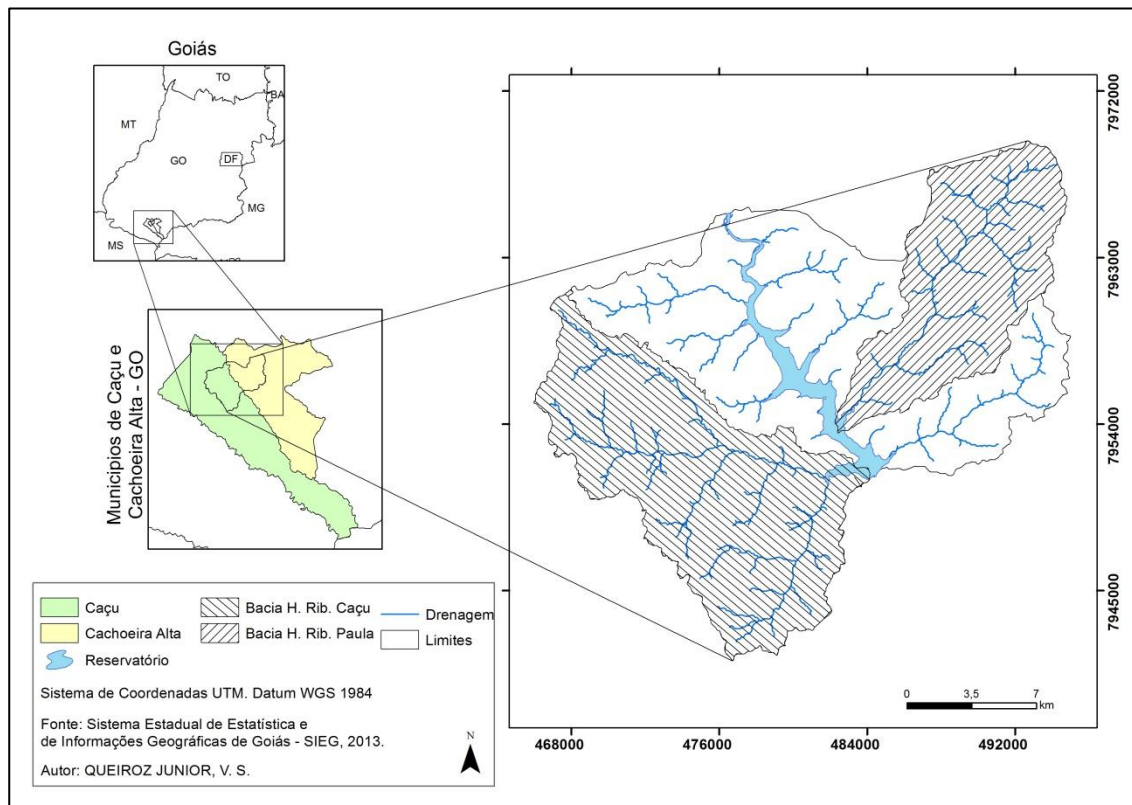 Goiás
TO
BA
MT
GO
DF
MG
MS
Municipios de Caçu e
Cachoeira Alta - GO
7972000
7963000
7954000
7945000
468000
476000
484000
492000
0
3,5
7
km
Caçu
Cachoeira Alta
Reservatório
Bacia H. Rib. Caçu
Bacia H. Rib. Paula
Drenagem
Limites
Sistema de Coordenadas UTM. Datum WGS 1984
Fonte: Sistema Estadual de Estatística e
de Informações Geográficas de Goiás - SIEG, 2013.
Autor: QUEIROZ JUNIOR, V. S.
N